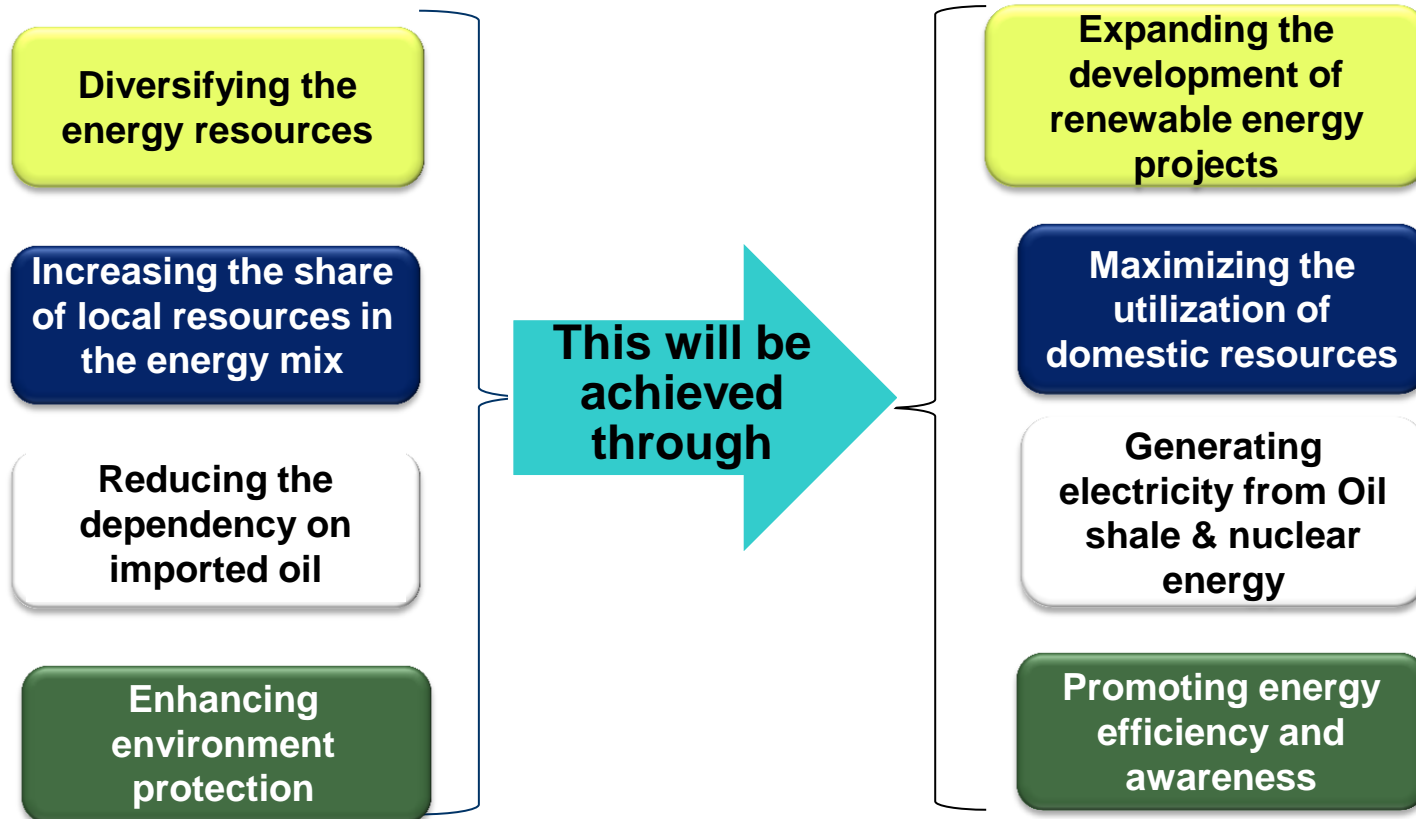 Diversifying the
energy resources
Increasing the share
of local resources in
the energy mix
Reducing the
dependency on
imported oil
Enhancing
environment
protection
This will be
achieved
through
Expanding the
development of
renewable energy
projects
Maximizing the
utilization of
domestic resources
Generating
electricity from Oil
shale & nuclear
energy
Promoting energy
efficiency and
awareness